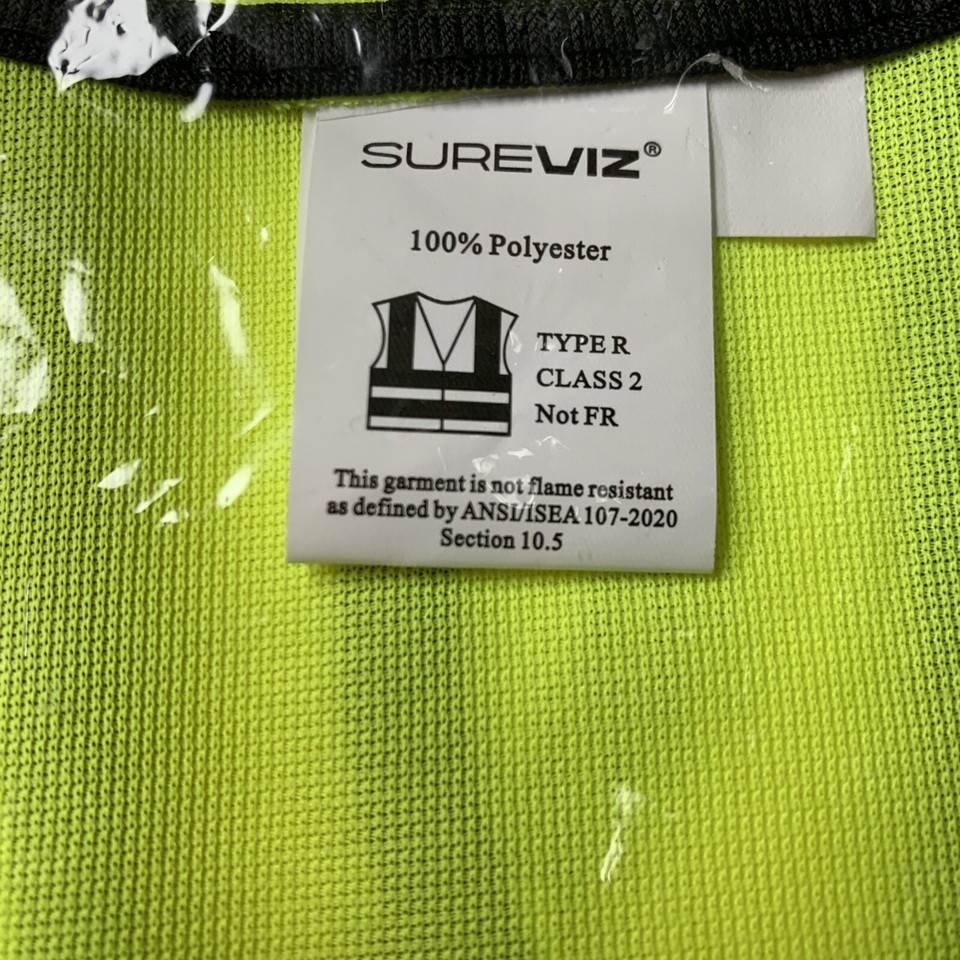 SUREVIZ®
100% Polyester
TYPE R
CLASS 2
Not FR
This garment is not flame resistant
as defined by ANSI/ISEA 107-2020
Section 10.5